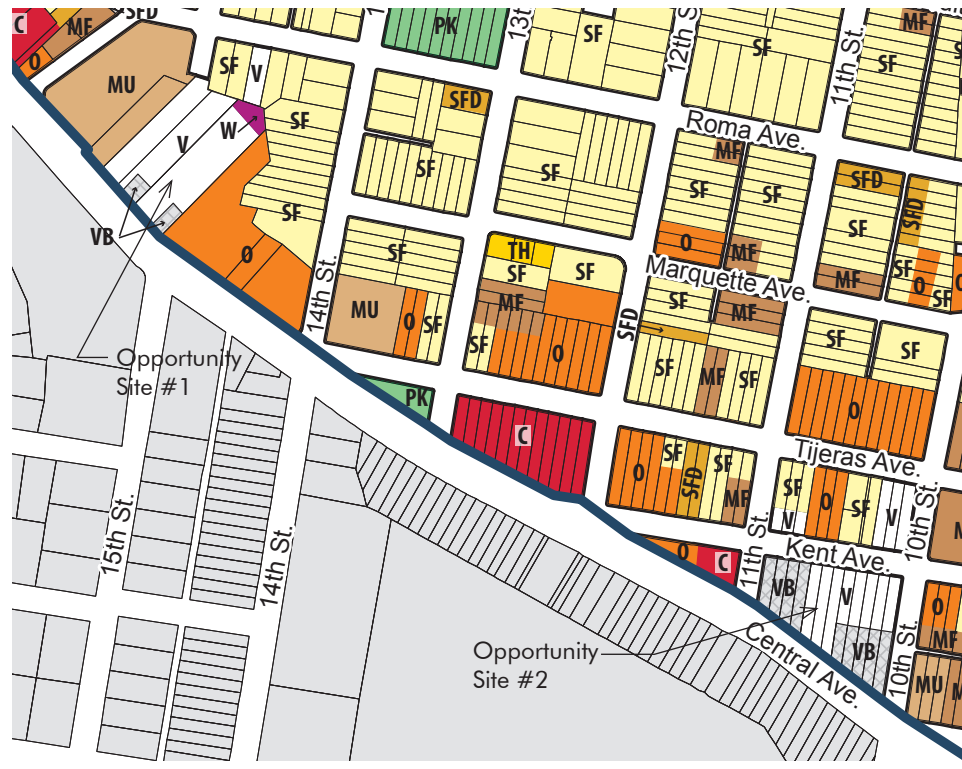 C
MF
SFD
PK
13th
SF
12th S
11th St.
MF
SF
O
MU
SF
V
SF
SF
SFD
Roma Ave.
W
V
SF
SF
SF
MF
SF
SF
SFD
SFD
SF
VB
O
SF
O
MF
Marquette Ave.
MF
SF
O
SF
O
14th St.
MU
O
SF
TH
SF
SF
MF
SF
O
SFD
SF
MF
SF
MF
SF
SF
SF
O
Opportunity
Site #1
PK
C
Tijeras Ave.
O
SF
SFD
SF
MF
SF
V
O
SF
V
10th St.
M
15th St.
14th St.
O
C
11th St.
Kent Ave.
VB
V
VB
O
MF
MU
M
10th St.
Opportunity
Site #2
Central Ave.